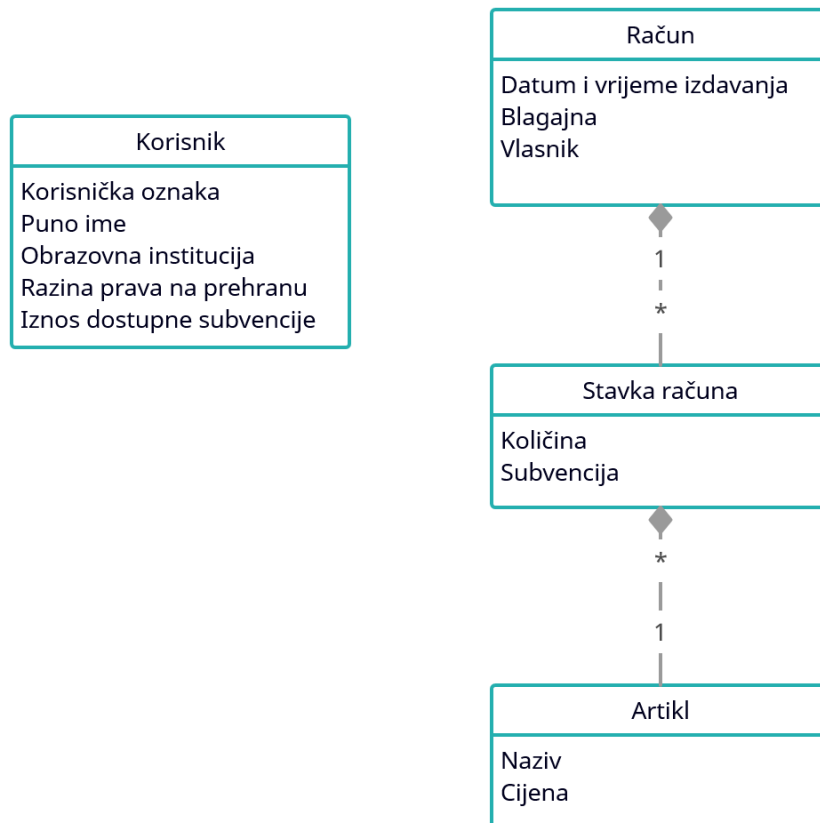 Račun
Datum i vrijeme izdavanja
Blagajna
Vlasnik
Korisnik
Korisnička oznaka
Puno ime
Obrazovna institucija
Razina prava na prehranu
Iznos dostupne subvencije
1
*
Stavka računa
Količina
Subvencija
*
1
Artikl
Naziv
Cijena